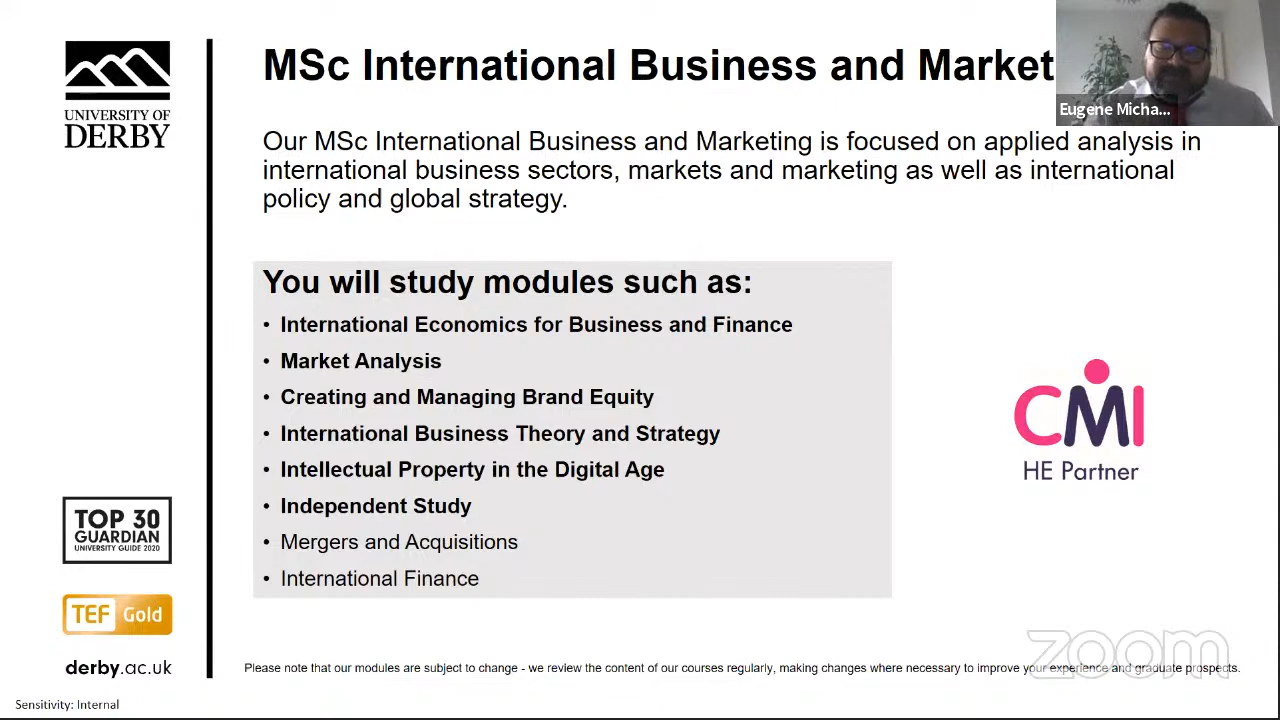 UNIVERSITY OF
DERBY
MSc International Business and Market
Eugene Micha...
Our MSc International Business and Marketing is focused on applied analysis in
international business sectors, markets and marketing as well as international
policy and global strategy.
You will study modules such as:
• International Economics for Business and Finance
• Market Analysis
• Creating and Managing Brand Equity
• International Business Theory and Strategy
• Intellectual Property in the Digital Age
• Independent Study
• Mergers and Acquisitions
• International Finance
CMI
HE Partner
TOP 30
GUARDIAN
UNIVERSITY GUIDE 2020
TEF Gold
derby.ac.uk
zoom
Please note that our modules are subject to change - we review the content of our courses regularly, making changes where necessary to improve your experience and graduate prospects.
Sensitivity: Internal